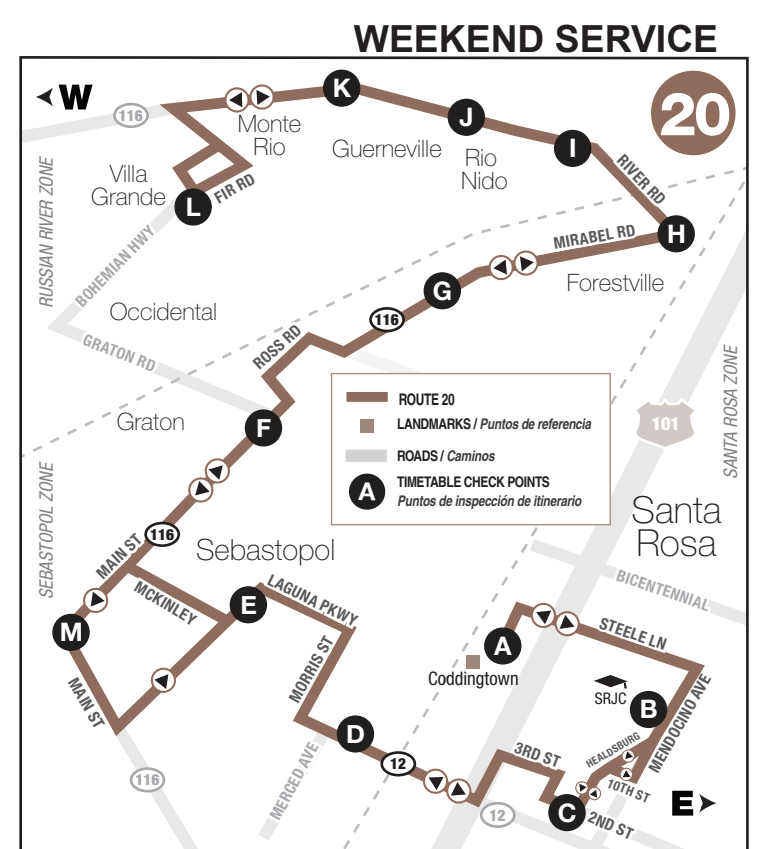 WEEKEND SERVICE
W
20
K
116
Monte
Rio
J
Guerneville
Rio
Nido
I
RIVER RD
Villa
Grande
FIR RD
L
RUSSIAN RIVER ZONE
BOHEMIAN HWY
H
MIRABEL RD
G
Forestville
Occidental
116
ROSS RD
GRATON RD
Graton
F
ROUTE 20
LANDMARKS / Puntos de referencia
ROADS / Caminos
A
TIMETABLE CHECK POINTS
Puntos de inspección de itinerario
101
SANTA ROSA ZONE
SEBASTOPOL ZONE
Santa
Rosa
116
MAIN ST
Sebastopol
BICENTENNIAL
MCKINLEY
E
LAGUNA PKWY
M
MAIN ST
MORRIS ST
A
STEELE LN
Coddingtown
SRJC
B
MENDOCINO AVE
D
12
3RD ST
HEALDSBURG
10TH ST
116
MERCED AVE
12
C
2ND ST
E